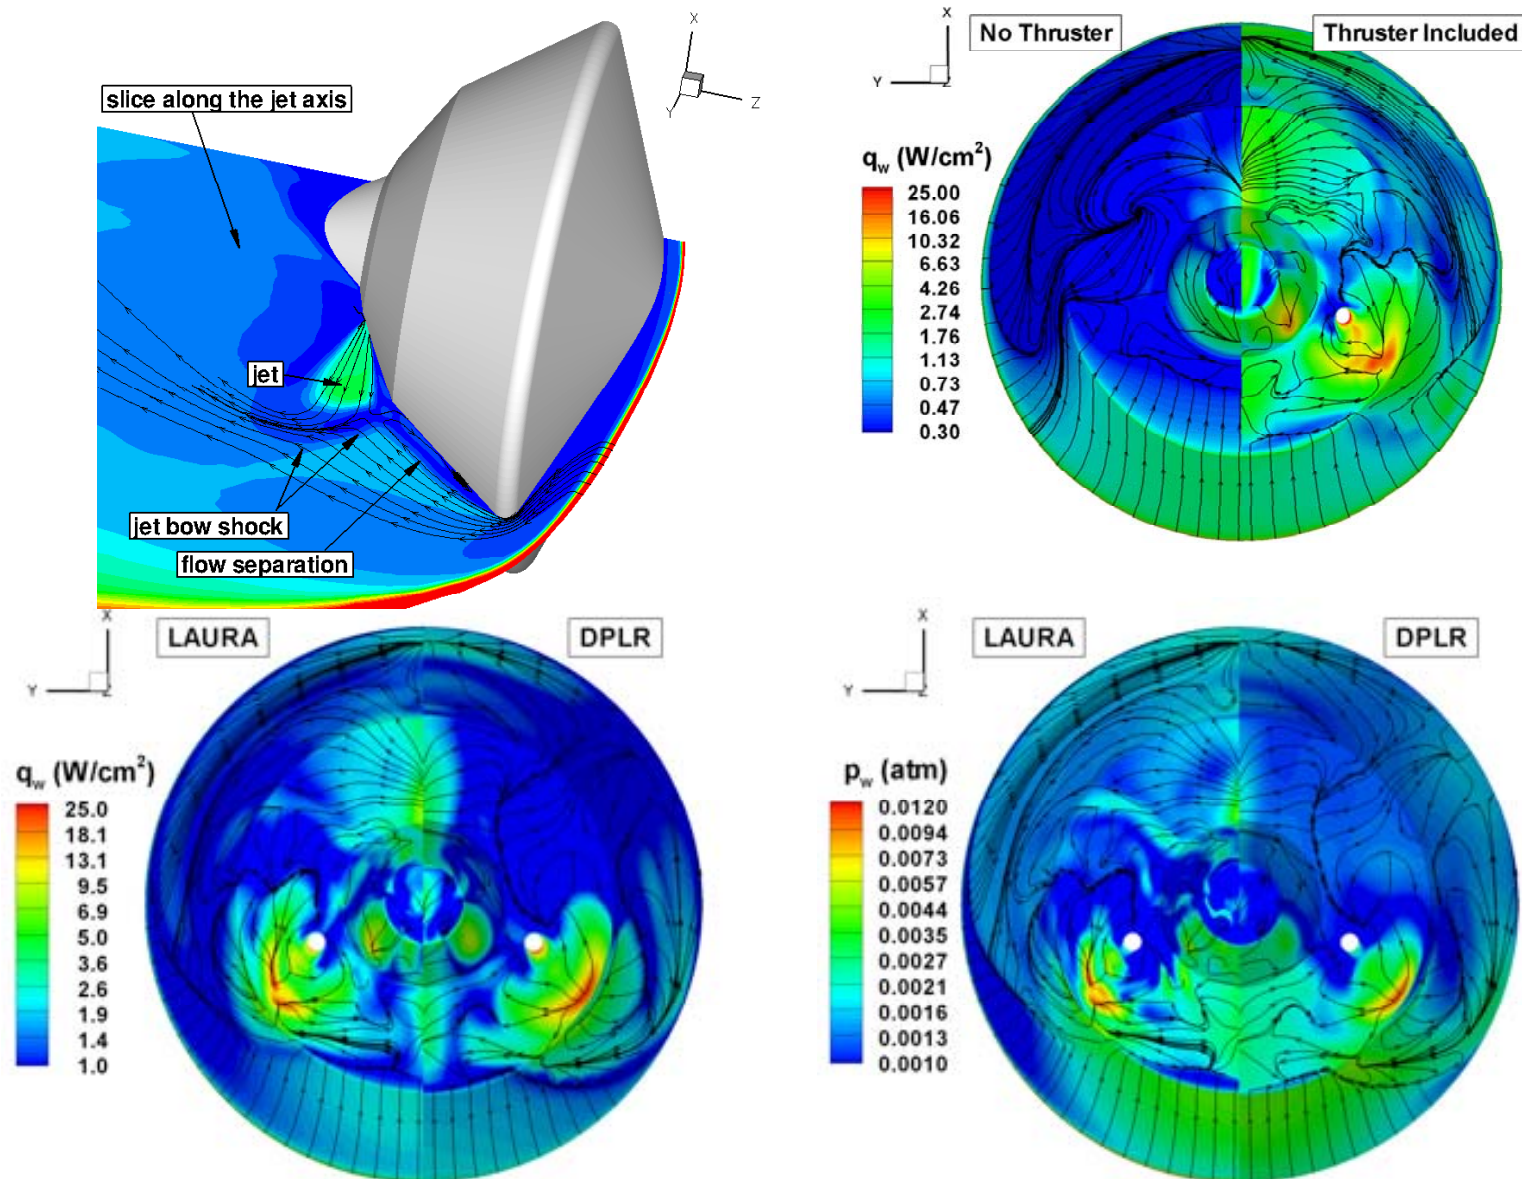 slice along the jet axis
X
Y
Z
jet
jet bow shock
flow separation
X
Y
Z
No Thruster
Thruster Included
q_w (W/cm²)
25.00
16.06
10.32
6.63
4.26
2.74
1.76
1.13
0.73
0.47
0.30
X
Y
Z
LAURA
DPLR
q_w (W/cm²)
25.0
18.1
13.1
9.5
6.9
5.0
3.6
2.6
1.9
1.4
1.0
X
Y
Z
LAURA
DPLR
p_w (atm)
0.0120
0.0094
0.0073
0.0057
0.0044
0.0035
0.0027
0.0021
0.0016
0.0013
0.0010